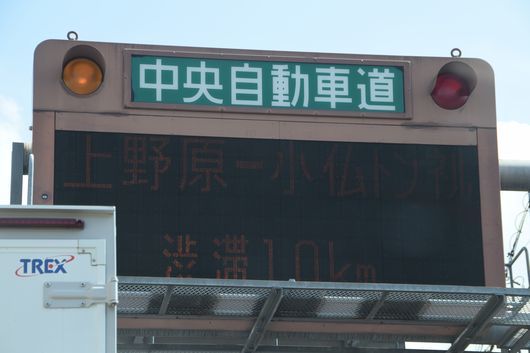 中央自動車道
上野原ー小仏トンネル
渋滞10km
TREX